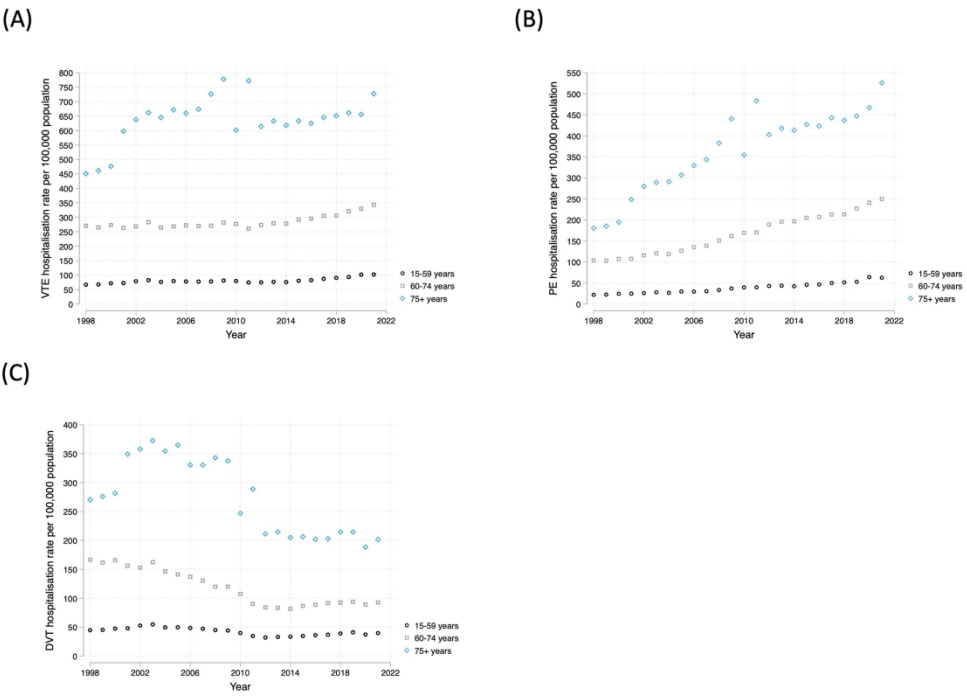 (A)
(B)
VTE hospitalisation rate per 100,000 population
800
750
700
650
600
550
500
450
400
350
300
250
200
150
100
50
0
1998 2002 2006 2010 2014 2018 2022
Year
15-59 years
60-74 years
75+ years
PE hospitalisation rate per 100,000 population
550
500
450
400
350
300
250
200
150
100
50
0
1998 2002 2006 2010 2014 2018 2022
Year
15-59 years
60-74 years
75+ years
(C)
DVT hospitalisation rate per 100,000 population
400
350
300
250
200
150
100
50
0
1998 2002 2006 2010 2014 2018 2022
Year
15-59 years
60-74 years
75+ years